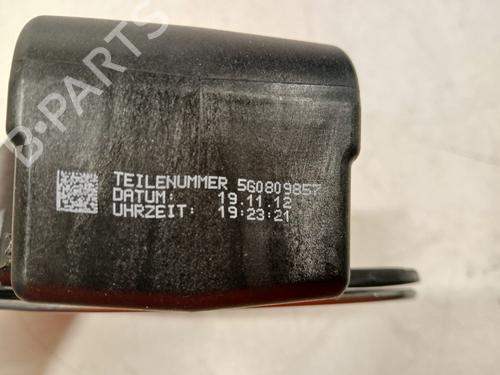 B-PARTS
TEILENUMMER 5G0809857
DATUM: 19.11.12
UHRZEIT: 19:23:21